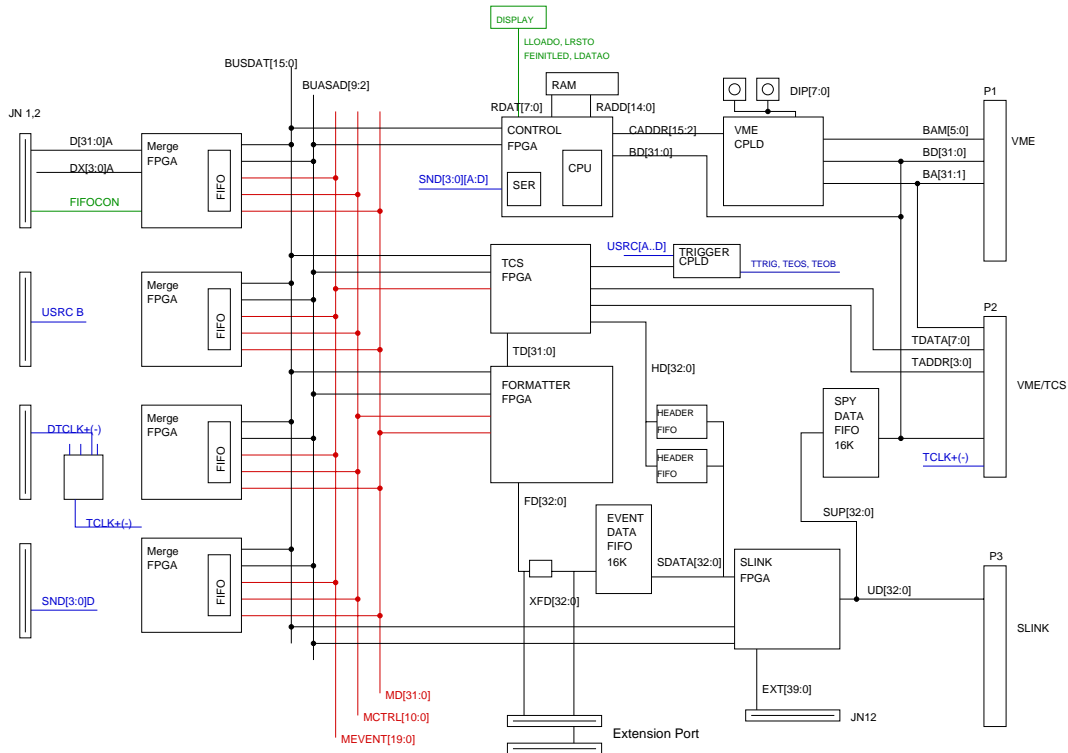 DISPLAY
LLOADO, LRSTO
FEINITLED, LDATAO
BUSDAT[15:0]
BUASAD[9:2]
RAM
RDAT[7:0]
RADD[14:0]
DIP[7:0]
P1
JN 1,2
D[31:0]A
DX[3:0]A
FIFOCON
Merge
FPGA
FIFO
CONTROL
FPGA
CPU
SER
SND[3:0][A:D]
CADDR[15:2]
BD[31:0]
VME
CPLD
BAM[5:0]
BD[31:0]
BA[31:1]
VME
USRC[A..D]
TRIGGER
CPLD
TTRIG, TEOS, TEOB
TCS
FPGA
USRC B
Merge
FPGA
FIFO
P2
TDATA[7:0]
TADDR[3:0]
VME/TCS
TD[31:0]
HD[32:0]
FORMATTER
FPGA
HEADER
FIFO
HEADER
FIFO
SPY
DATA
FIFO
16K
TCLK+(-)
DTCLK+(-)
TCLK+(-)
Merge
FPGA
FIFO
FD[32:0]
EVENT
DATA
FIFO
16K
SUP[32:0]
SDATA[32:0]
XFD[32:0]
SLINK
FPGA
UD[32:0]
P3
SLINK
Merge
FPGA
FIFO
SND[3:0]D
MD[31:0]
MCTRL[10:0]
MEVENT[19:0]
EXT[39:0]
JN12
Extension Port